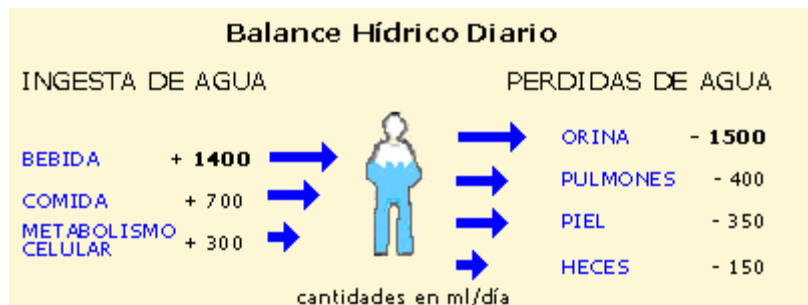 Balance Hídrico Diario
INGESTA DE AGUA
PERDIDAS DE AGUA
BEBIDA + 1400
COMIDA + 700
METABOLISMO
CELULAR + 300
ORINA - 1500
PULMONES - 400
PIEL - 350
HECES - 150
cantidades en ml/día